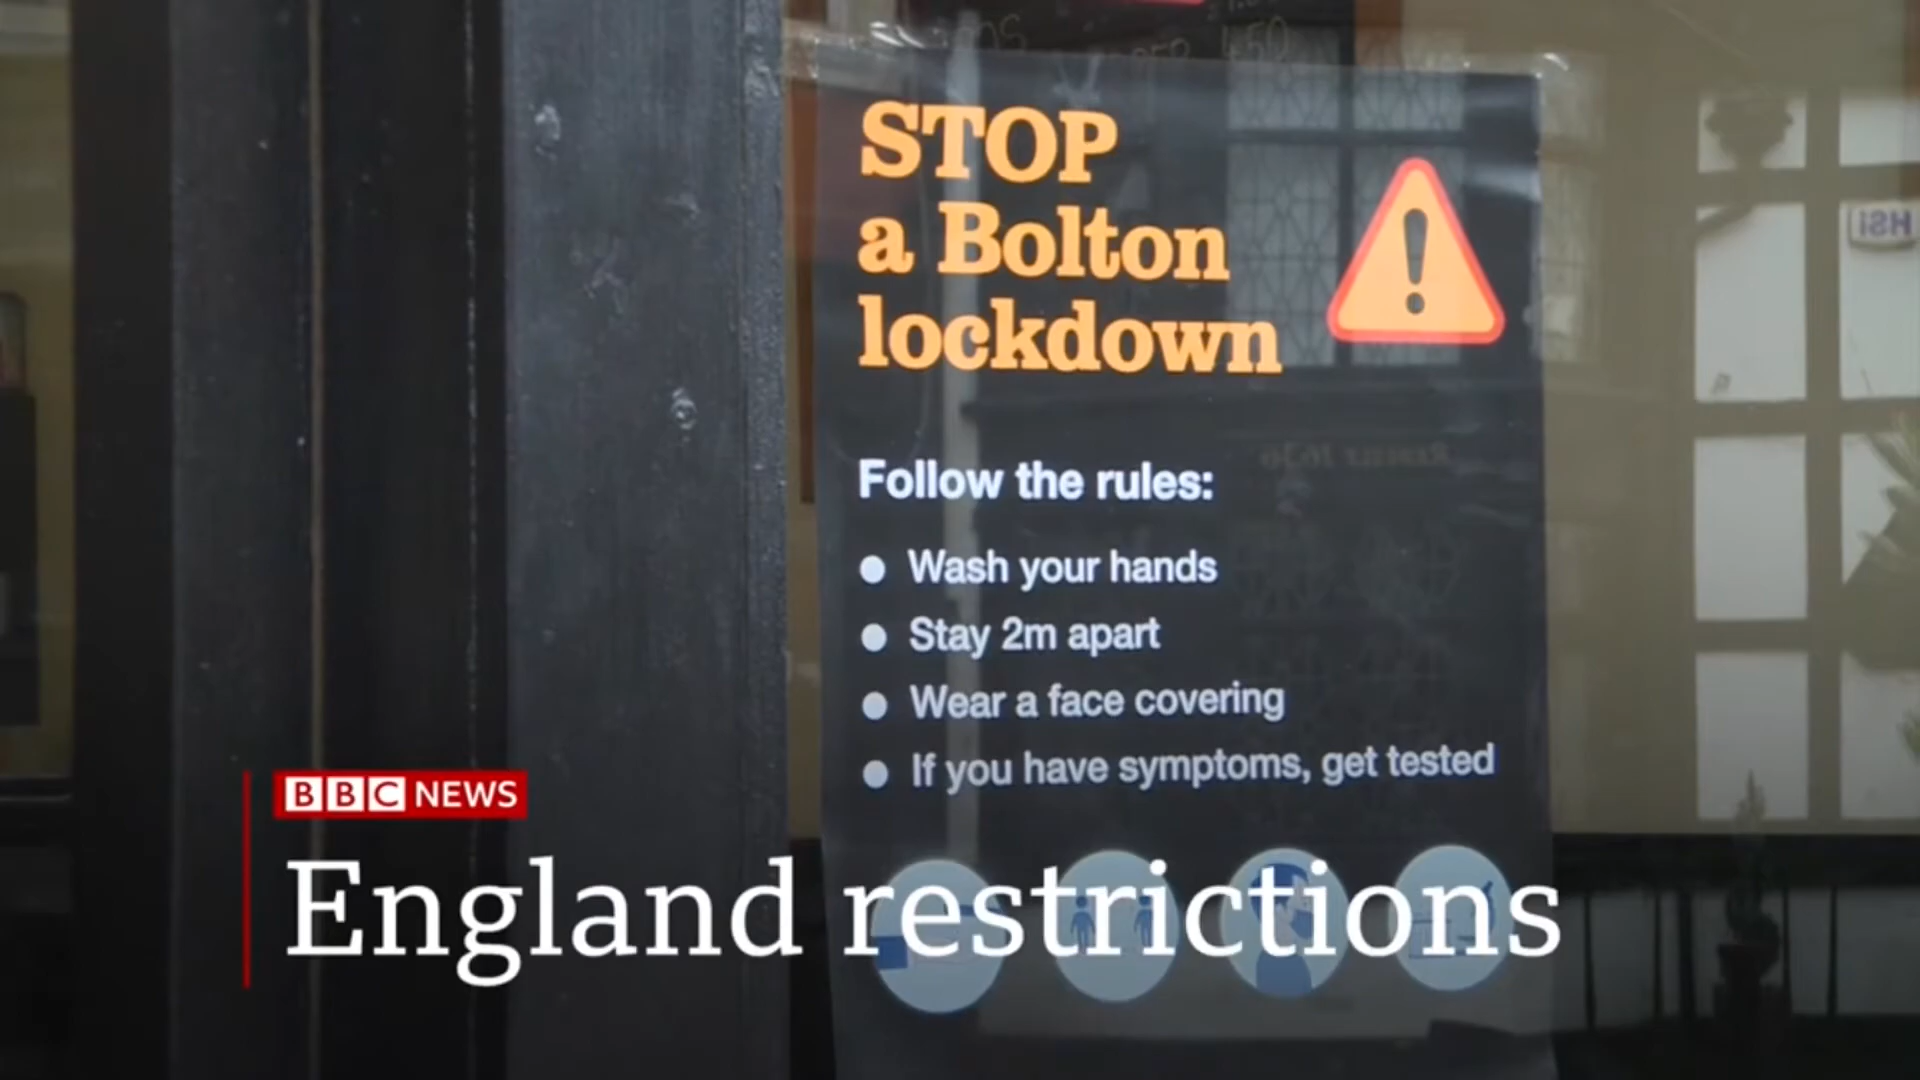 STOP
a Bolton
lockdown
Follow the rules:
Wash your hands
Stay 2m apart
Wear a face covering
If you have symptoms, get tested
BBC NEWS
England restrictions